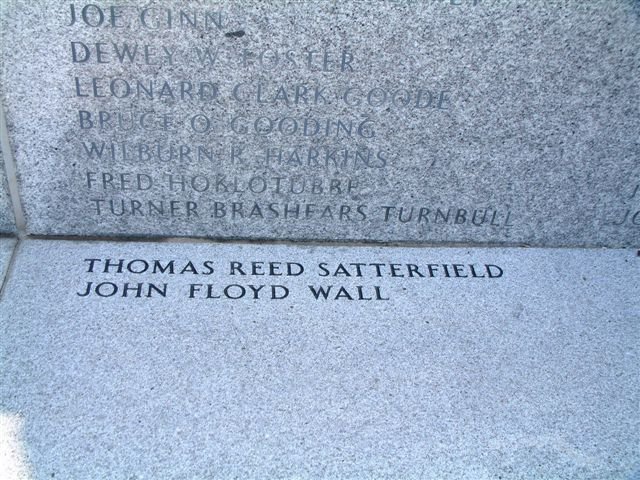 JOE GINN
DEWEY W FOSTER
LEONARD CLARK GOODE
BRUCE O GOODING
WILBURN R HARKINS
FRED HOKLOTUBBE
TURNER BRASHEARS TURNBULL
JO
THOMAS REED SATTERFIELD
JOHN FLOYD WALL